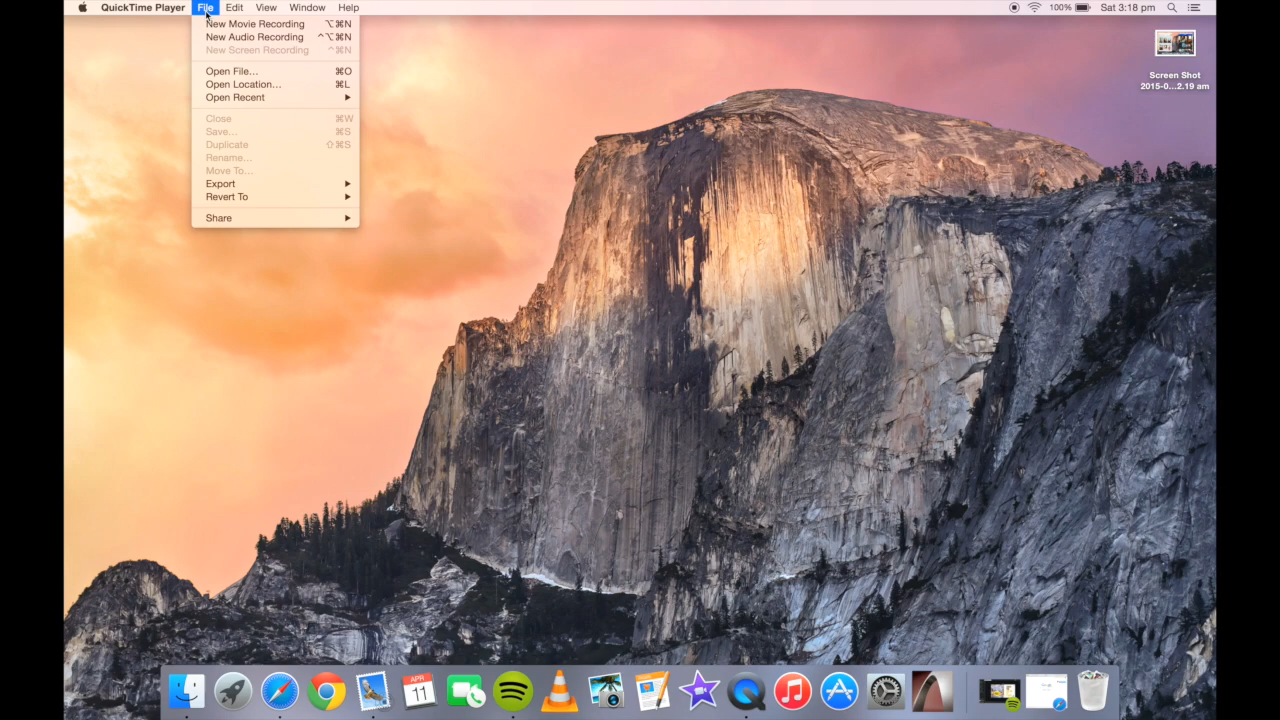 QuickTime Player File Edit View Window Help 100% Sat 3:18 pm
New Movie Recording ⌥⌘N
New Audio Recording ^⌥⌘N
New Screen Recording ^⌘N
Open File... ⌘O
Open Location... ⌘L
Open Recent
Close ⌘W
Save... ⌘S
Duplicate ⇧⌘S
Rename...
Move To...
Export
Revert To
Share
Screen Shot
2015-0...2.19 am
APR
11